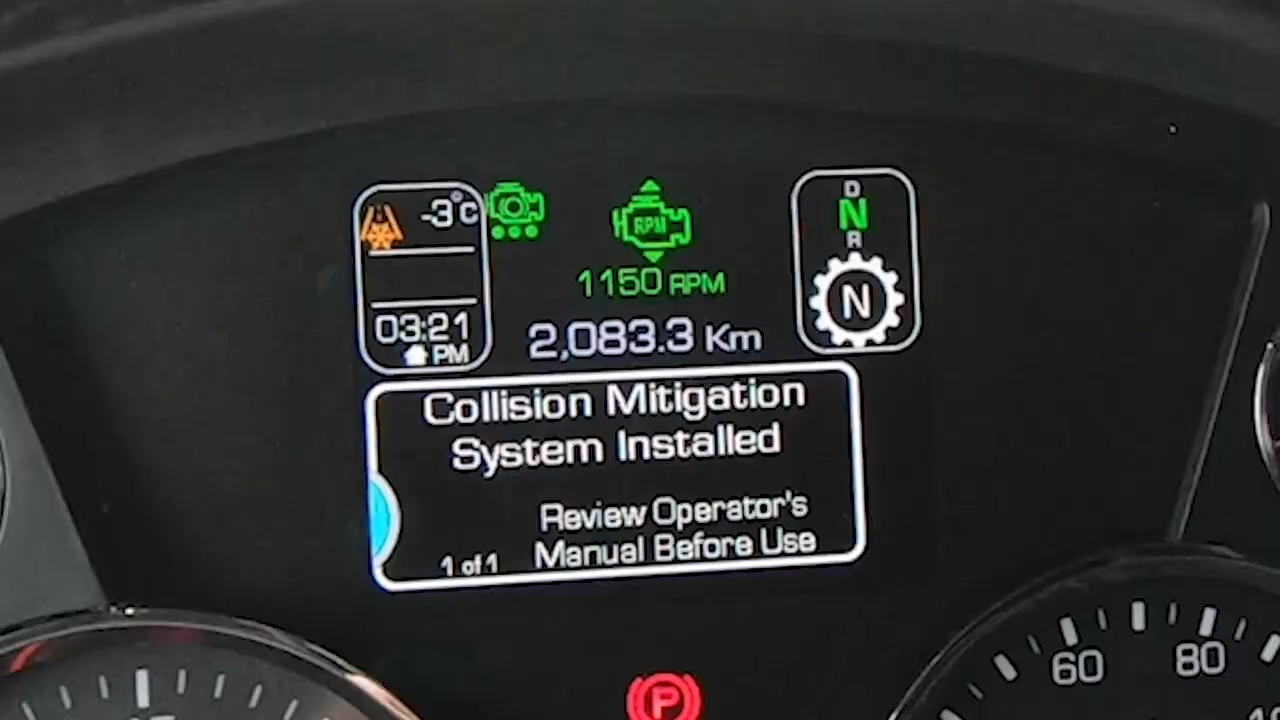 -3°C
03:21
PM
RPM
1150 RPM
2,083.3 Km
D
N
R
N
Collision Mitigation
System Installed
Review Operator's
1 of 1 Manual Before Use
P
60
80